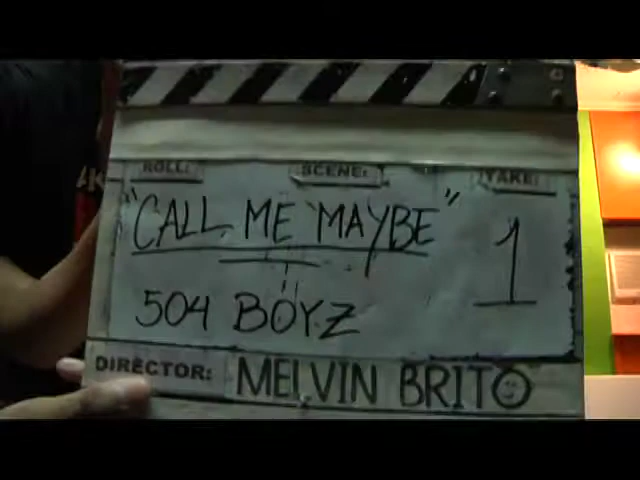 ROLL: SCENE: TAKE:
"CALL ME MAYBE" 1
504 BOYZ
DIRECTOR: MELVIN BRITO